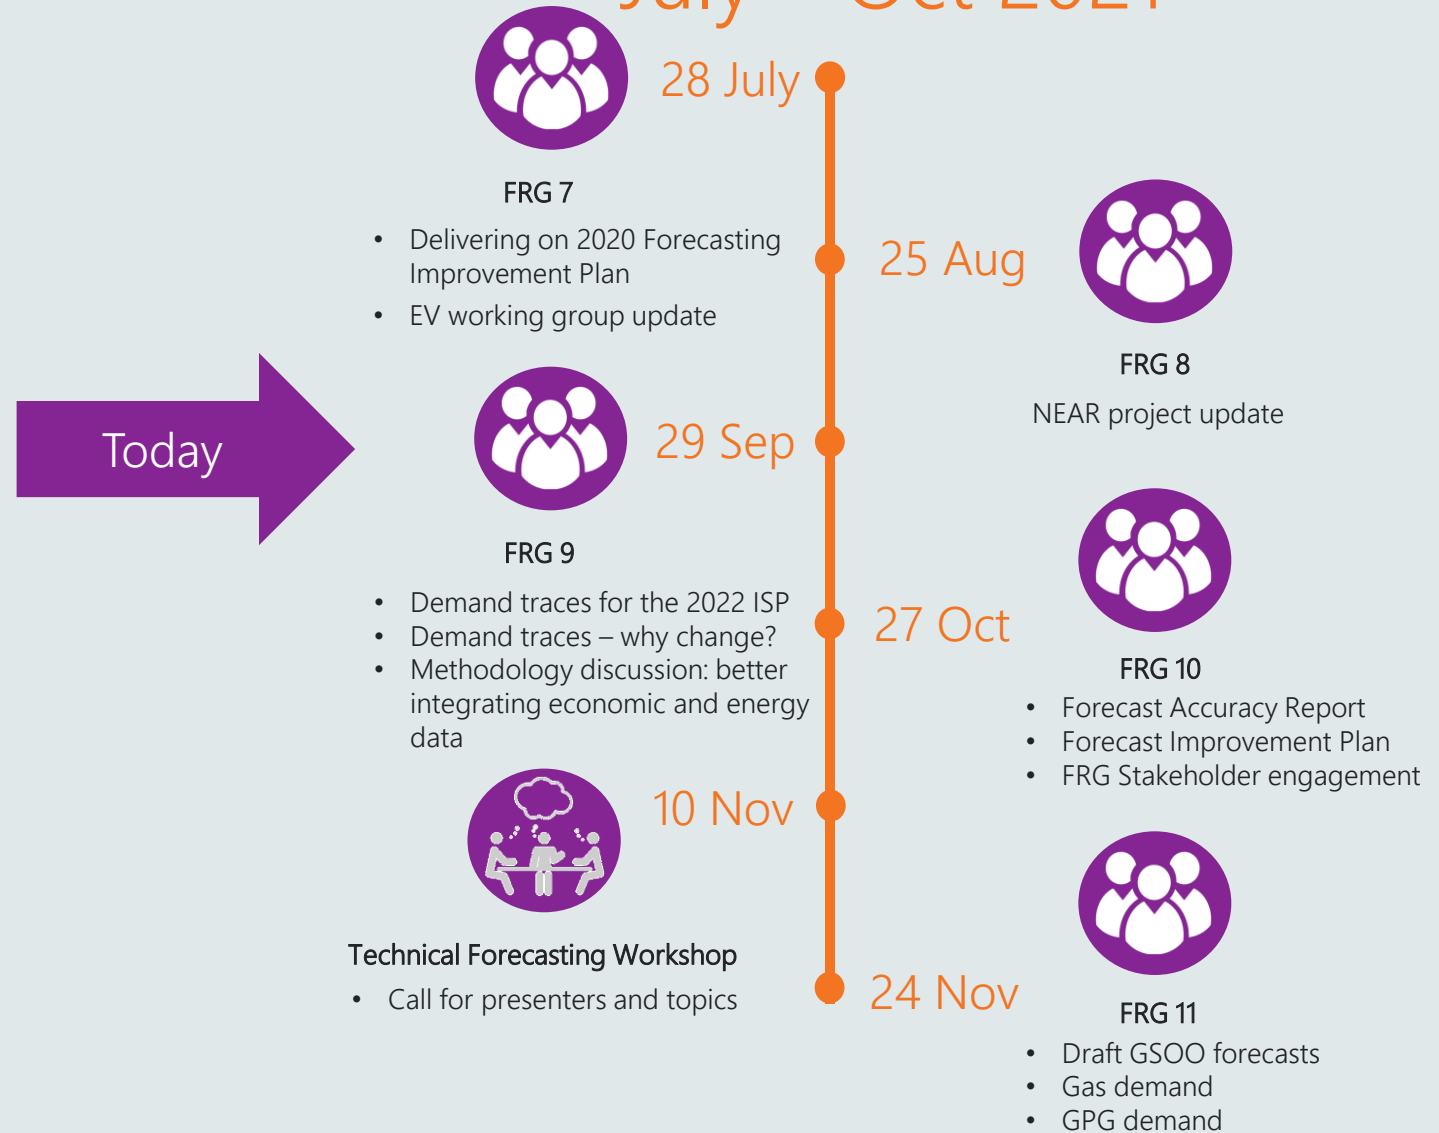 July - Oct 2021
28 July
FRG 7
• Delivering on 2020 Forecasting
Improvement Plan
• EV working group update
25 Aug
FRG 8
NEAR project update
Today
29 Sep
FRG 9
• Demand traces for the 2022 ISP
• Demand traces – why change?
• Methodology discussion: better
integrating economic and energy
data
27 Oct
FRG 10
• Forecast Accuracy Report
• Forecast Improvement Plan
• FRG Stakeholder engagement
10 Nov
Technical Forecasting Workshop
• Call for presenters and topics
24 Nov
FRG 11
• Draft GSOO forecasts
• Gas demand
• GPG demand